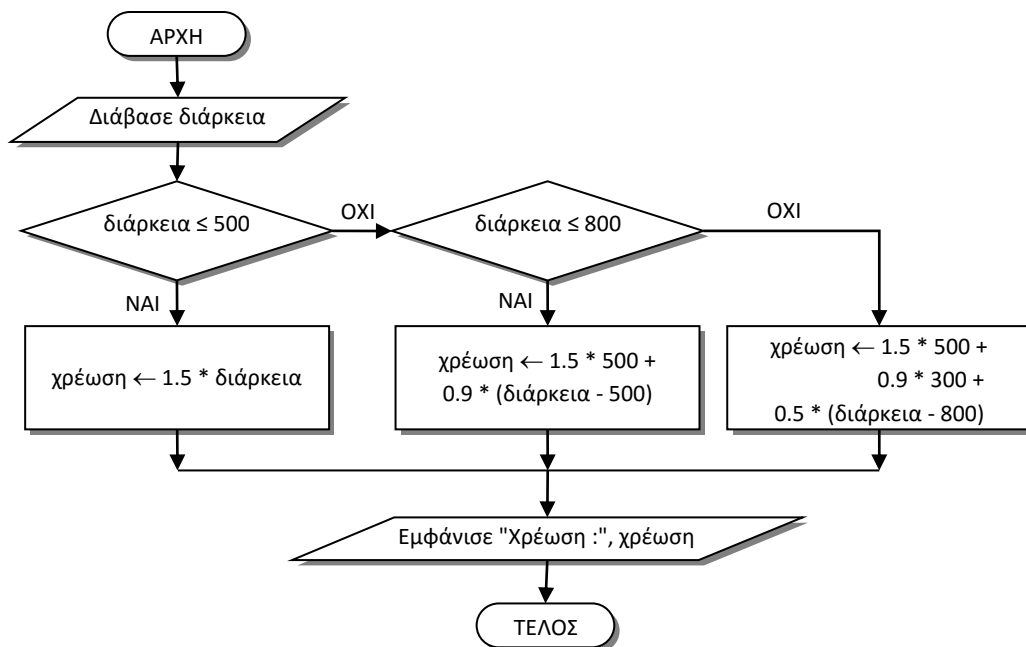 ΑΡΧΗ
Διάβασε διάρκεια
διάρκεια ≤ 500
ΟΧΙ
διάρκεια ≤ 800
ΟΧΙ
ΝΑΙ
ΝΑΙ
χρέωση ← 1.5 * διάρκεια
χρέωση ← 1.5 * 500 +
0.9 * (διάρκεια - 500)
χρέωση ← 1.5 * 500 +
0.9 * 300 +
0.5 * (διάρκεια - 800)
Εμφάνισε "Χρέωση :", χρέωση
ΤΕΛΟΣ